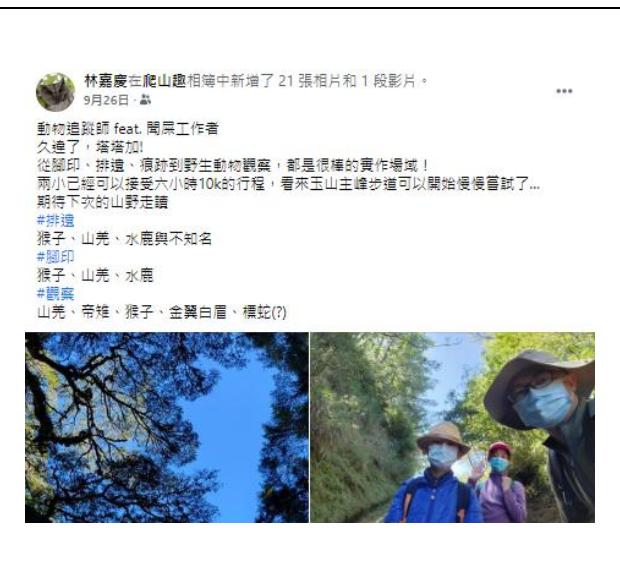 林嘉慶在爬山趣相簿中新增了 21 張相片和 1 段影片。
9月26日 ·
動物追蹤師 feat. 聞屎工作者
久違了，塔塔加!
從腳印、排遺、痕跡到野生動物觀察，都是很棒的實作場域！
兩小已經可以接受六小時10k的行程，看來玉山主峰步道可以開始慢慢嘗試了...
期待下次的山野走讀
#排遺
猴子、山羌、水鹿與不知名
#腳印
猴子、山羌、水鹿
#觀察
山羌、帝雉、猴子、金翼白眉、標蛇(?)